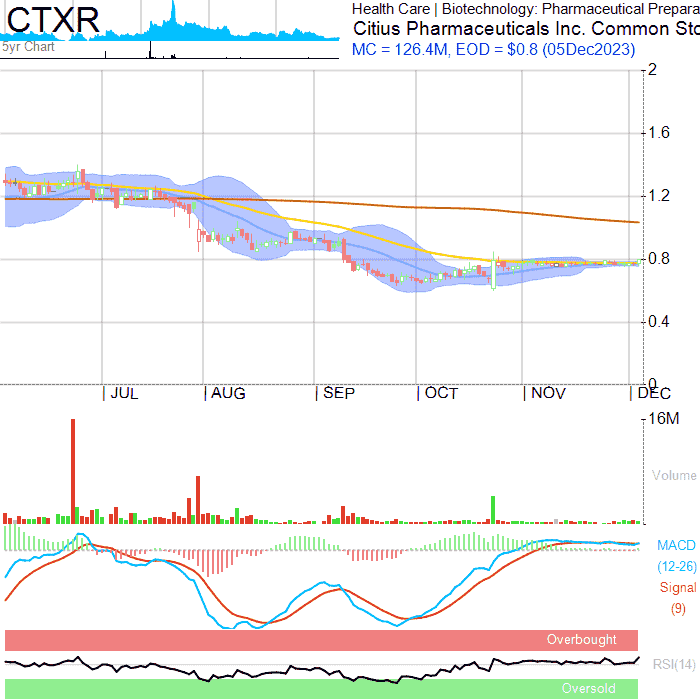 CTXR
5yr Chart
Health Care | Biotechnology: Pharmaceutical Prepara
Citius Pharmaceuticals Inc. Common Sto
MC = 126.4M, EOD = $0.8 (05Dec2023)
2
1.6
1.2
0.8
0.4
0
JUL AUG SEP OCT NOV DEC
16M
Volume
MACD
(12-26)
Signal
(9)
Overbought
RSI(14)
Oversold